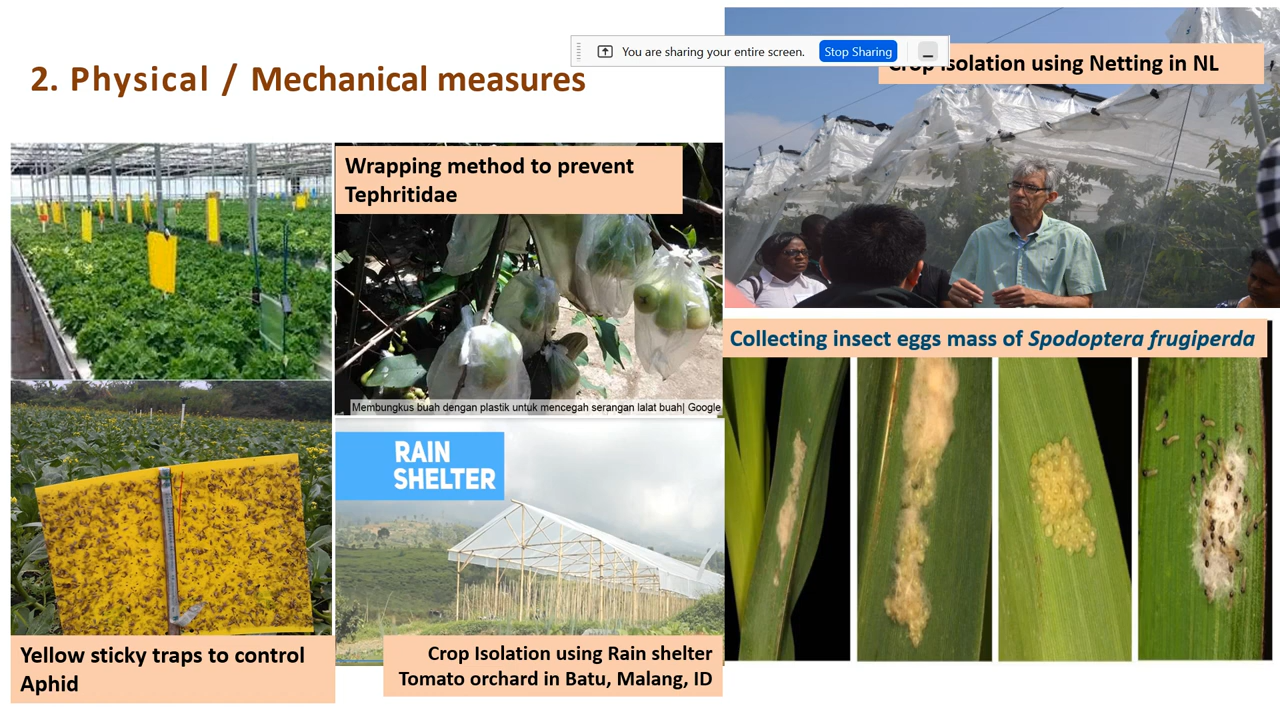 You are sharing your entire screen.
Stop Sharing
2. Physical / Mechanical measures
Crop Isolation using Netting in NL
Wrapping method to prevent
Tephritidae
Membungkus buah dengan plastik untuk mencegah serangan lalat buah| Google
Collecting insect eggs mass of Spodoptera frugiperda
RAIN
SHELTER
Yellow sticky traps to control
Aphid
Crop Isolation using Rain shelter
Tomato orchard in Batu, Malang, ID